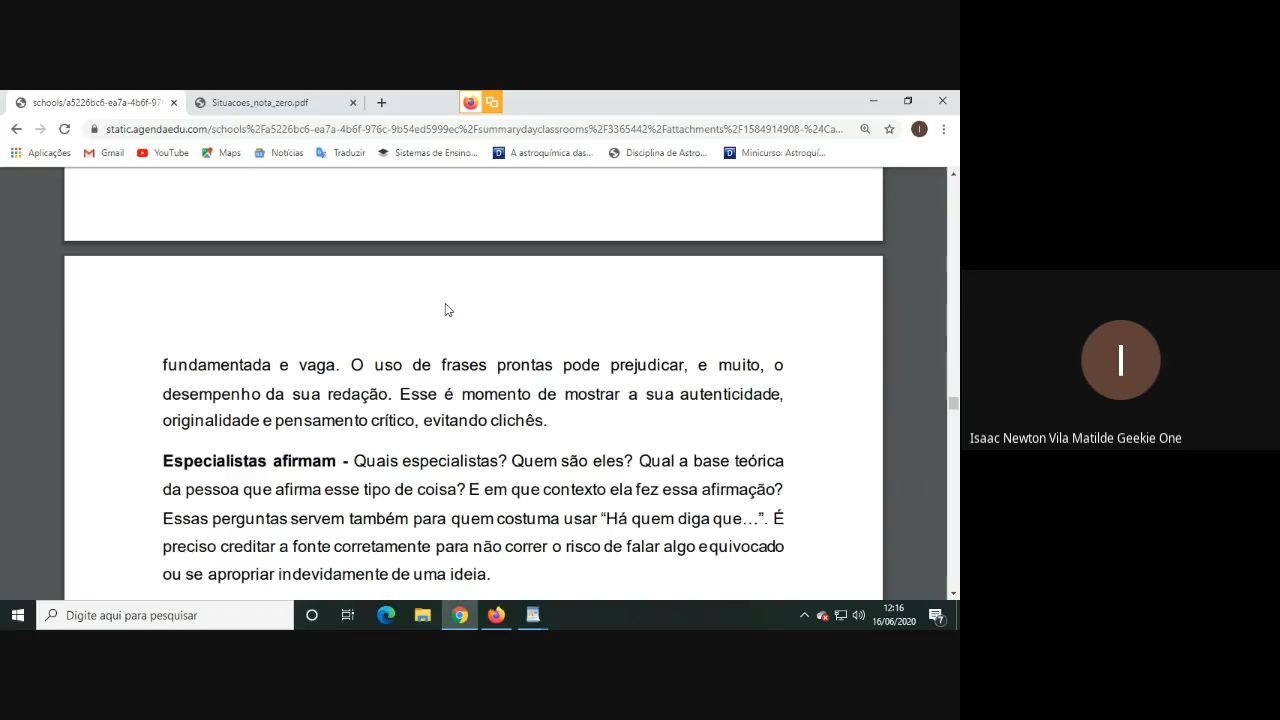 schools/a5226bc6-ea7a-4b6f-97
Situacoes_nota_zero.pdf
static.agendaedu.com/schools%2Fa5226bc6-ea7a-4b6f-976c-9b54ed5999ec%2Fsummarydayclassrooms%2F3365442%2Fattachments%2F1584914908-%24Ca...
I
Aplicações
Gmail
YouTube
Maps
Notícias
Traduzir
Sistemas de Ensino...
A astroquímica das...
Disciplina de Astro...
Minicurso: Astroquí...
fundamentada e vaga. O uso de frases prontas pode prejudicar, e muito, o
desempenho da sua redação. Esse é momento de mostrar a sua autenticidade,
originalidade e pensamento crítico, evitando clichês.
Especialistas afirmam - Quais especialistas? Quem são eles? Qual a base teórica
da pessoa que afirma esse tipo de coisa? E em que contexto ela fez essa afirmação?
Essas perguntas servem também para quem costuma usar “Há quem diga que…”. É
preciso creditar a fonte corretamente para não correr o risco de falar algo equivocado
ou se apropriar indevidamente de uma ideia.
I
Isaac Newton Vila Matilde Geekie One
Digite aqui para pesquisar
12:16
16/06/2020
7